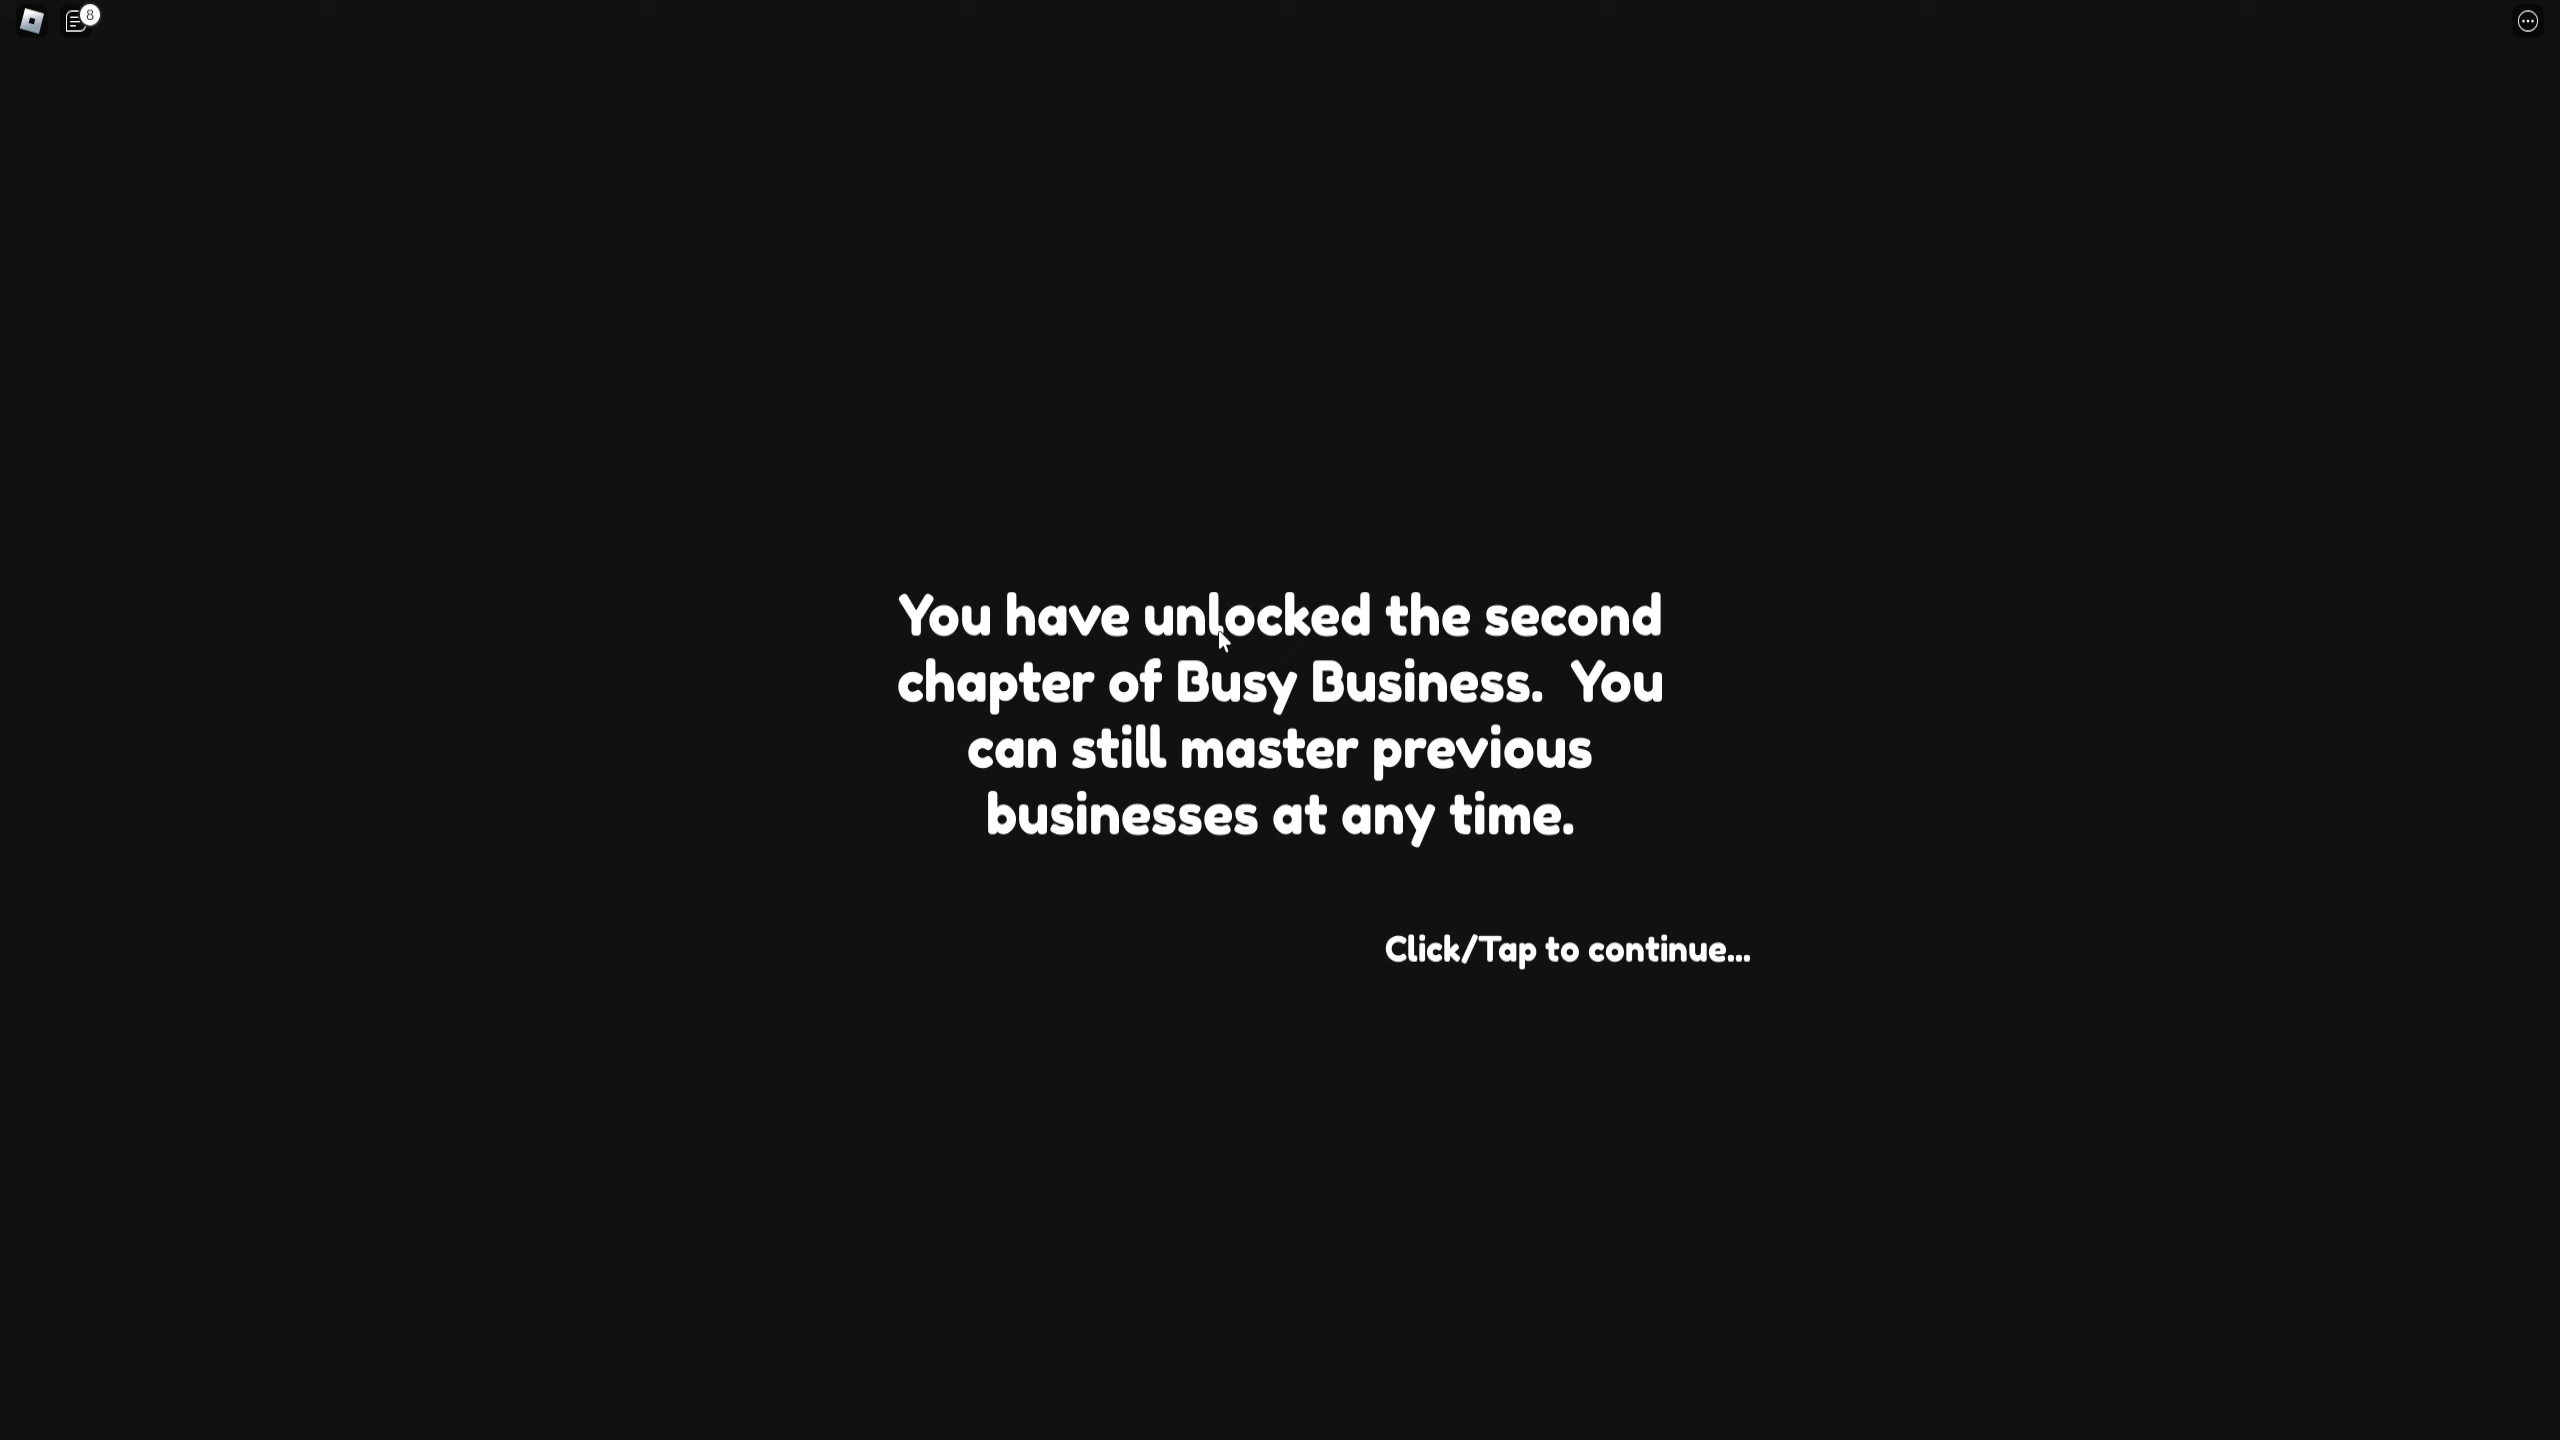 8
You have unlocked the second
chapter of Busy Business.  You
can still master previous
businesses at any time.
Click/Tap to continue...